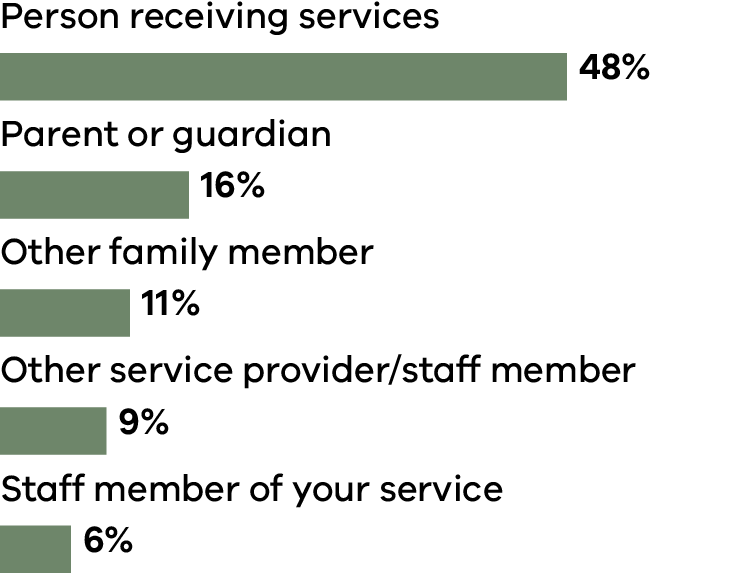 Person receiving services
48%
Parent or guardian
16%
Other family member
11%
Other service provider/staff member
9%
Staff member of your service
6%